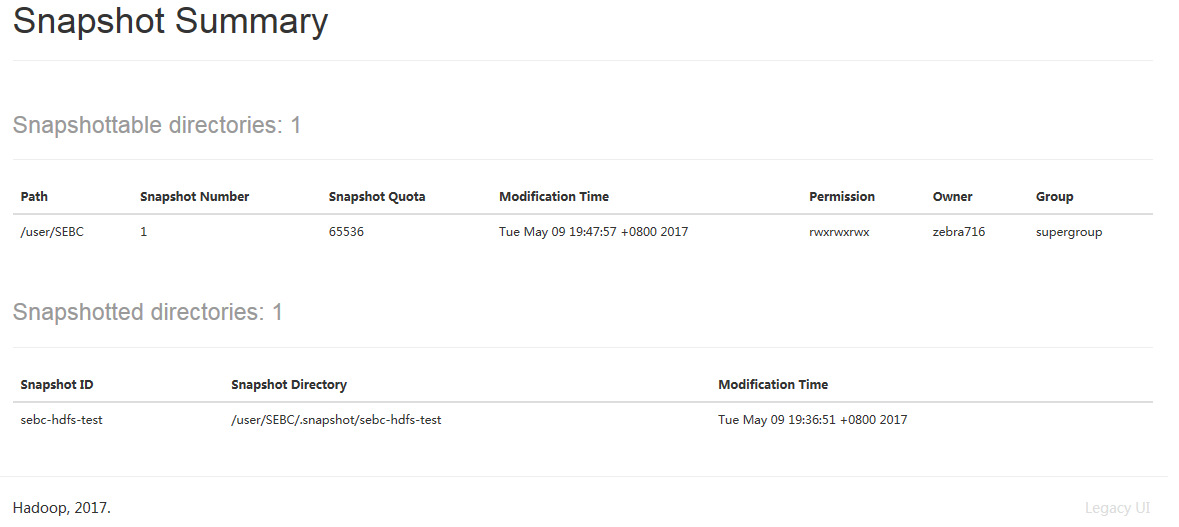 Snapshot Summary
Snapshottable directories: 1
Path Snapshot Number Snapshot Quota Modification Time Permission Owner Group
/user/SEBC 1 65536 Tue May 09 19:47:57 +0800 2017 rwxrwxrwx zebra716 supergroup
Snapshotted directories: 1
Snapshot ID Snapshot Directory Modification Time
sebc-hdfs-test /user/SEBC/.snapshot/sebc-hdfs-test Tue May 09 19:36:51 +0800 2017
Hadoop, 2017. Legacy UI